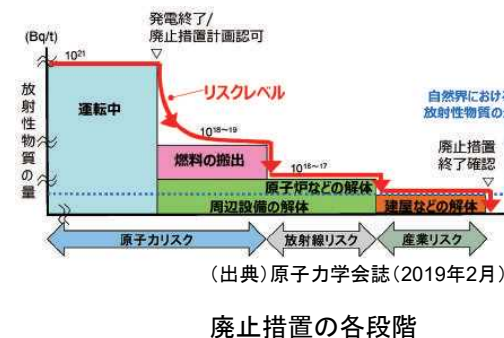 発電終了/
廃止措置計画認可
(Bq/t)
10²¹
放射性物質の量
運転中
リスクレベル
自然界における
放射性物質の
10¹⁸⁻¹⁹
廃止措置
終了確認
燃料の搬出
10¹⁶⁻¹⁷
原子炉などの解体
周辺設備の解体
建屋などの解体
原子力リスク
放射線リスク
産業リスク
(出典)原子力学会誌(2019年2月)
廃止措置の各段階